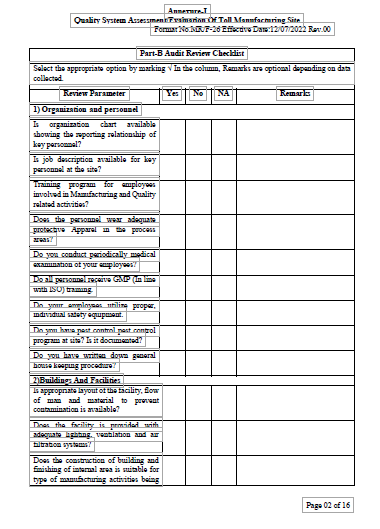 Annexure-I
Quality System Assessment/Evaluation Of Toll Manufacturing Site
Format No:MR/F-26 Effective Date:12/07/2022 Rev.00
Part-B Audit Review Checklist
Select the appropriate option by marking √ In the column, Remarks are optional depending on data
collected.
Review Parameter Yes No NA Remarks
1) Organization and personnel
Is organization chart available
showing the reporting relationship of
key personnel?
Is job description available for key
personnel at the site?
Training program for employees
involved in Manufacturing and Quality
related activities?
Does the personnel wear adequate
protective Apparel in the process
areas?
Do you conduct periodically medical
examination of your employees?
Do all personnel receive GMP (In line
with ISO) training.
Do your employees utilize proper,
individual safety equipment.
Do you have pest control pest control
program at site? Is it documented?
Do you have written down general
house keeping procedure?
2)Buildings And Facilities
Is appropriate layout of the facility, flow
of man and material to prevent
contamination is available?
Does the facility is provided with
adequate lighting, ventilation and air
filtration systems?
Does the construction of building and
finishing of internal area is suitable for
type of manufacturing activities being
Page 02 of 16